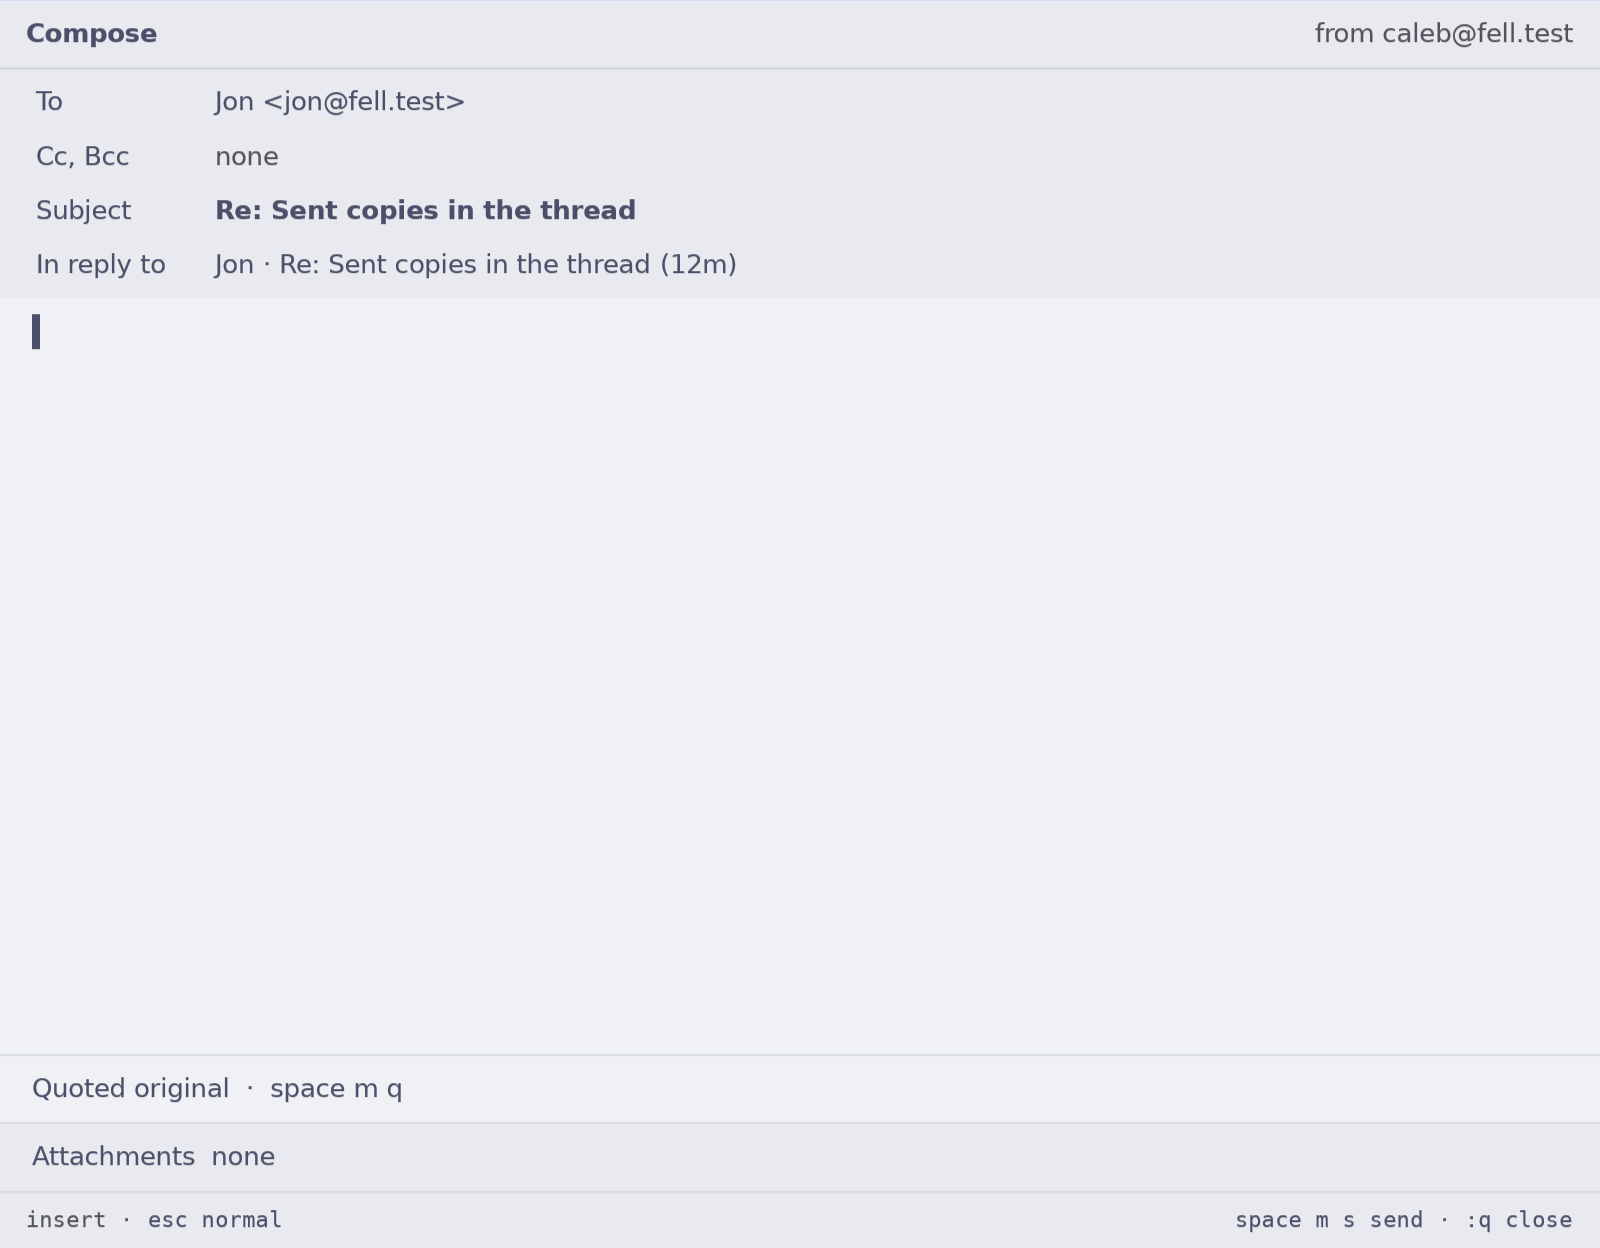 Compose from caleb@fell.test
To Jon <jon@fell.test>
Cc, Bcc none
Subject Re: Sent copies in the thread
In reply to Jon · Re: Sent copies in the thread (12m)
Quoted original · space m q
Attachments none
insert · esc normal space m s send · :q close